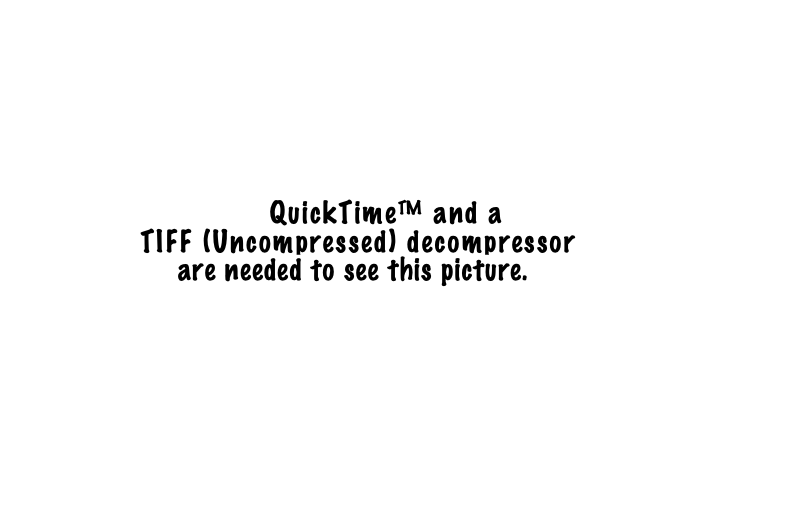 QuickTime™ and a
TIFF (Uncompressed) decompressor
are needed to see this picture.